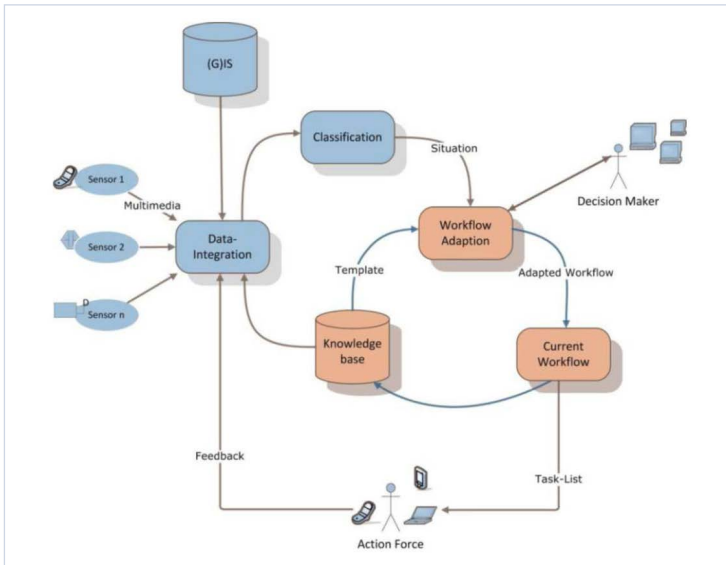 (G)IS
Classification
Situation
Sensor 1
Multimedia
Decision Maker
Sensor 2
Data-
Integration
Workflow
Adaption
Template
Adapted Workflow
D
Sensor n
Knowledge
base
Current
Workflow
Feedback
Task-List
Action Force